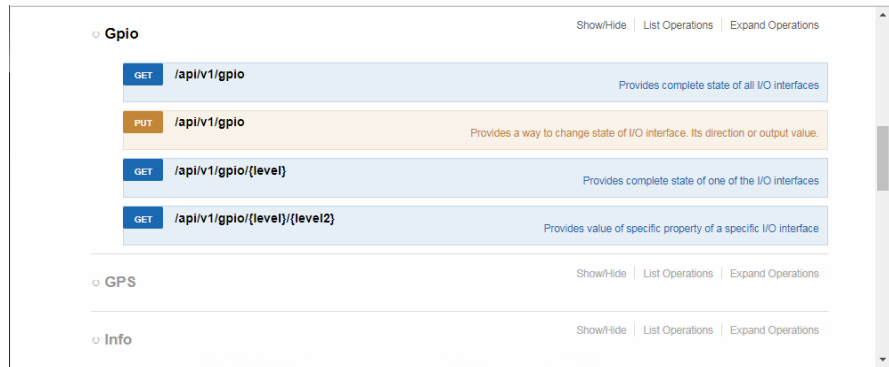 Gpio
Show/Hide List Operations Expand Operations
GET /api/v1/gpio
Provides complete state of all I/O interfaces
PUT /api/v1/gpio
Provides a way to change state of I/O interface. Its direction or output value.
GET /api/v1/gpio/{level}
Provides complete state of one of the I/O interfaces
GET /api/v1/gpio/{level}/{level2}
Provides value of specific property of a specific I/O interface
GPS
Show/Hide List Operations Expand Operations
Info
Show/Hide List Operations Expand Operations